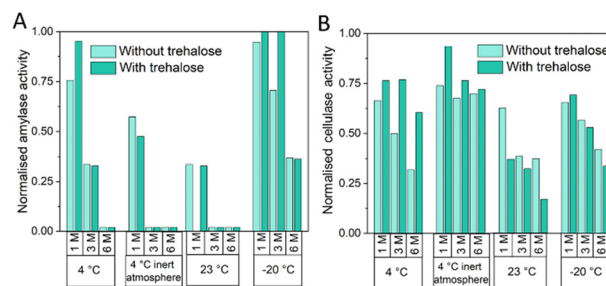 A
Normalised amylase activity
1.00
0.75
0.50
0.25
0.00
Without trehalose
With trehalose
1 M 3 M 6 M 1 M 3 M 6 M 1 M 3 M 6 M 1 M 3 M 6 M
4 °C 4 °C inert atmosphere 23 °C -20 °C
B
Normalised cellulase activity
1.00
0.75
0.50
0.25
0.00
Without trehalose
With trehalose
1 M 3 M 6 M 1 M 3 M 6 M 1 M 3 M 6 M 1 M 3 M 6 M
4 °C 4 °C inert atmosphere 23 °C -20 °C